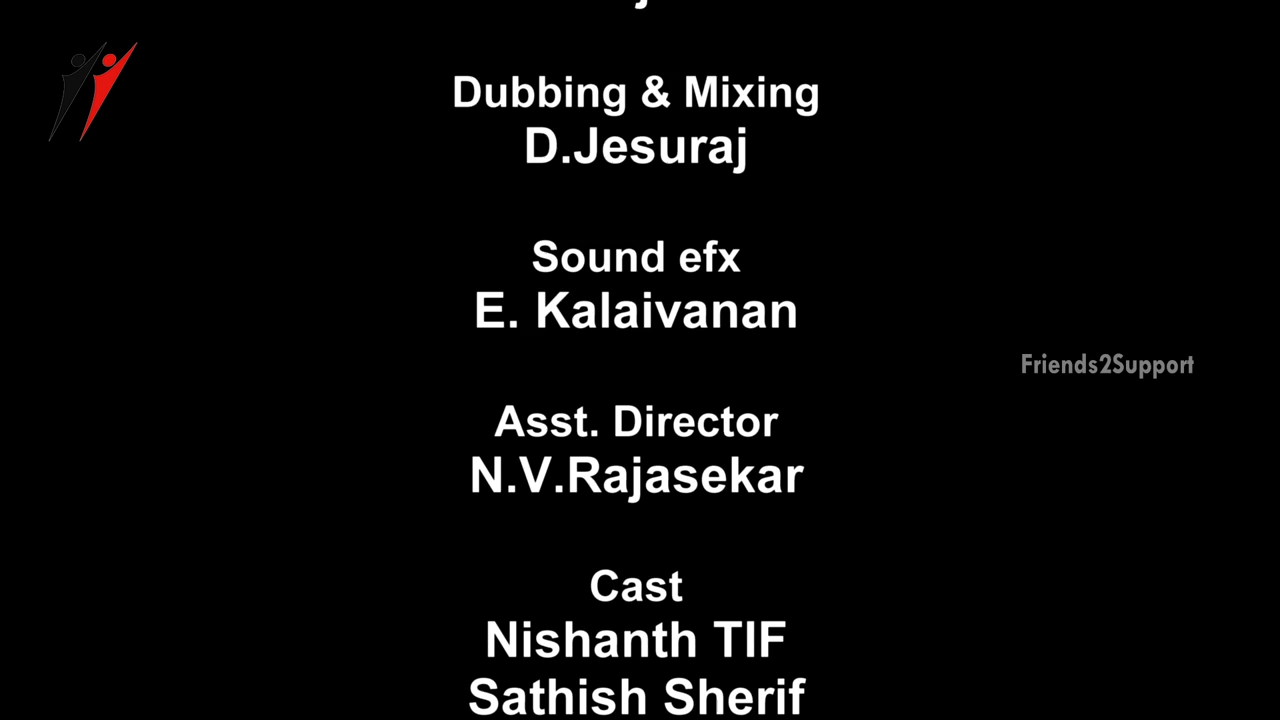 Dubbing & Mixing
D.Jesuraj
Sound efx
E. Kalaivanan
Friends2Support
Asst. Director
N.V.Rajasekar
Cast
Nishanth TIF
Sathish Sherif